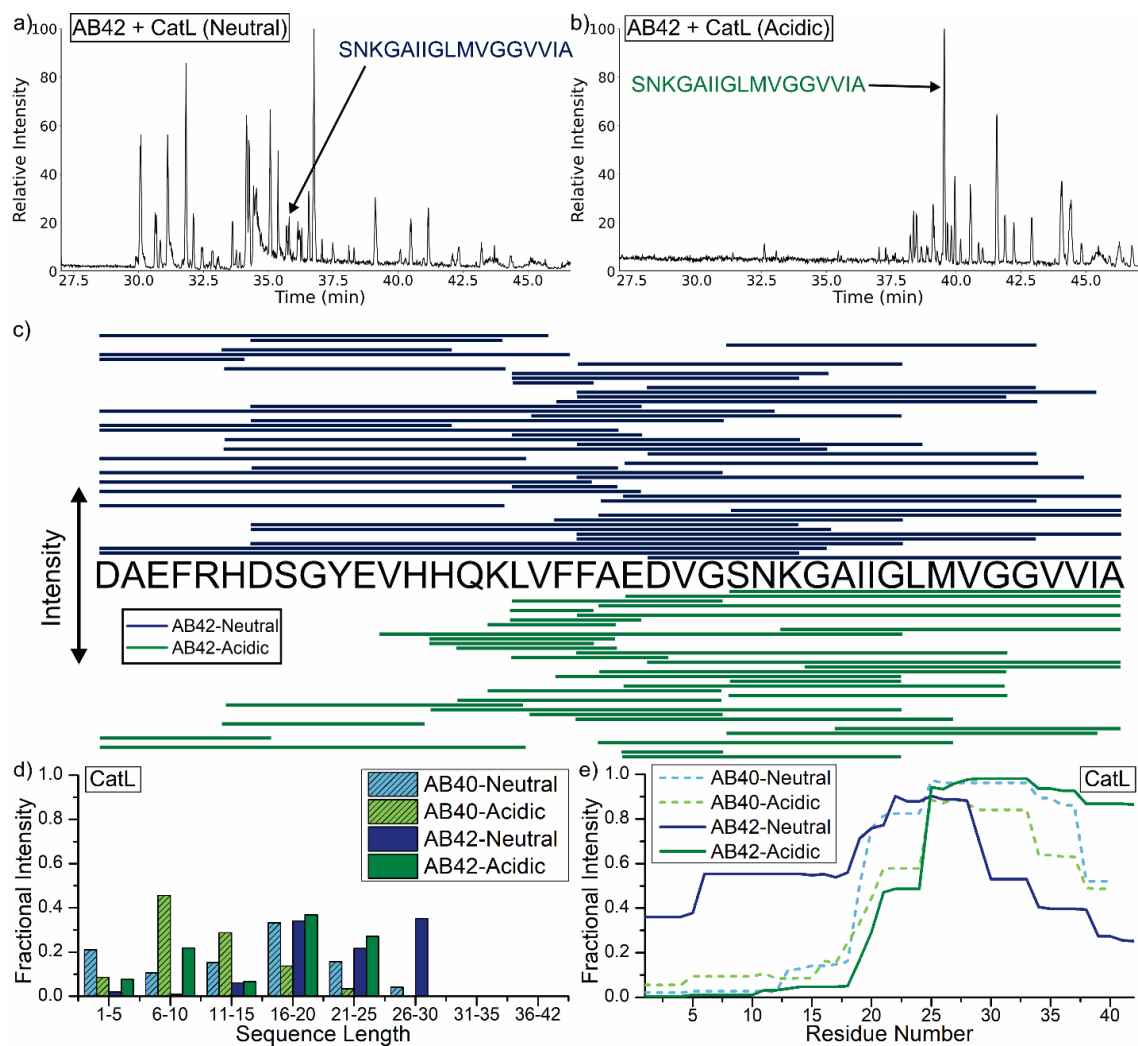 a)
AB42 + CatL (Neutral)
SNKGAIIGLMVGGVVIA
Relative Intensity
100
80
60
40
20
0
27.5
30.0
32.5
35.0
37.5
40.0
42.5
45.0
Time (min)
b)
AB42 + CatL (Acidic)
SNKGAIIGLMVGGVVIA
Relative Intensity
100
80
60
40
20
0
27.5
30.0
32.5
35.0
37.5
40.0
42.5
45.0
Time (min)
c)
Intensity
DAEFRHDSGYEVHHQKLVFFAEDVGSNKGAIIGLMVGGVVIA
AB42-Neutral
AB42-Acidic
d)
CatL
AB40-Neutral
AB40-Acidic
AB42-Neutral
AB42-Acidic
Fractional Intensity
1.0
0.8
0.6
0.4
0.2
0.0
1-5
6-10
11-15
16-20
21-25
26-30
31-35
36-42
Sequence Length
e)
AB40-Neutral
AB40-Acidic
AB42-Neutral
AB42-Acidic
CatL
Fractional Intensity
1.0
0.8
0.6
0.4
0.2
0.0
0
5
10
15
20
25
30
35
40
Residue Number